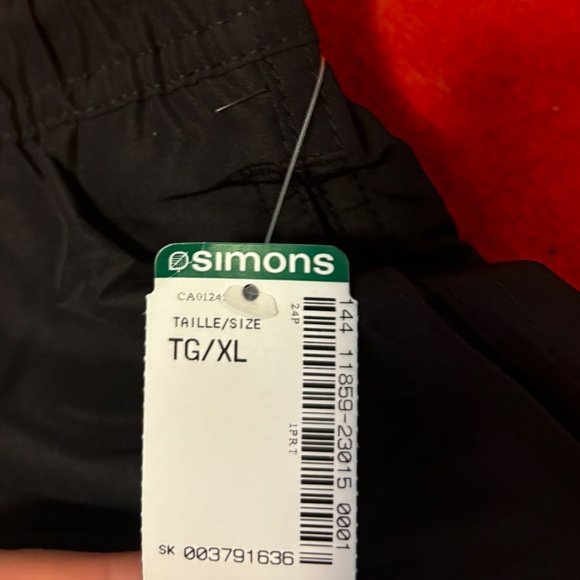 simons
CA0124
TAILLE/SIZE
TG/XL
24P
1PRT
144 11859-23015 0001
SK 003791636